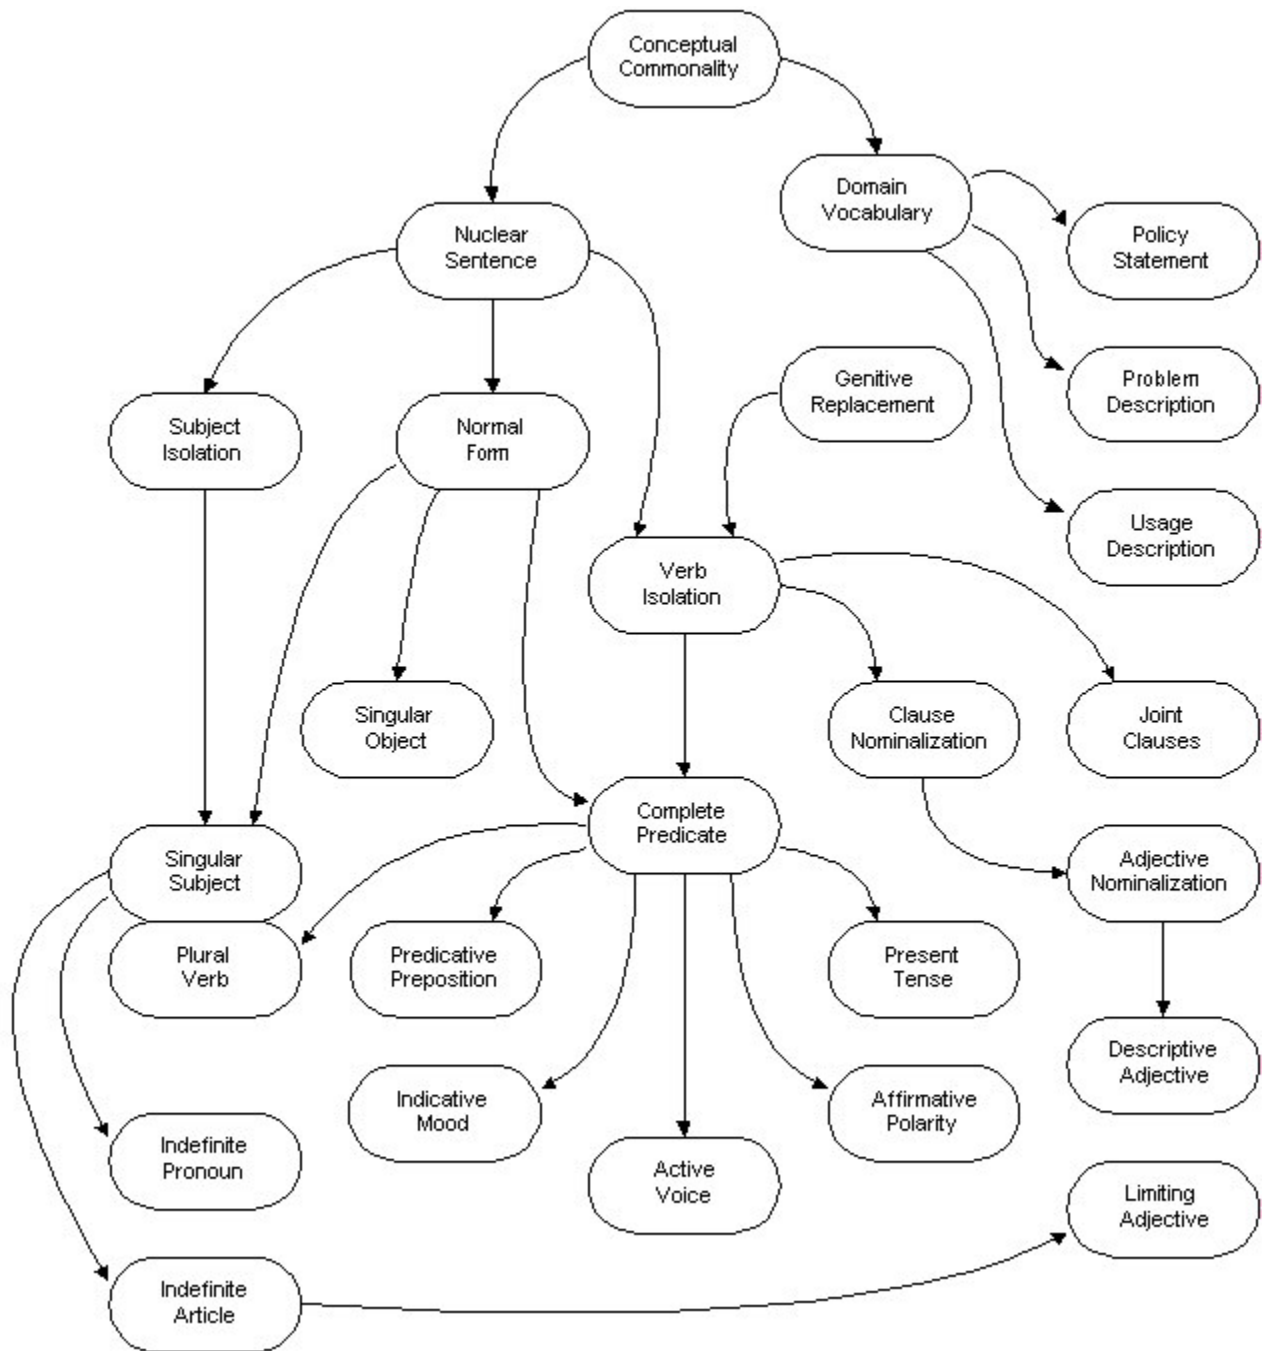 Conceptual
Commonality
Domain
Vocabulary
Nuclear
Sentence
Policy
Statement
Genitive
Replacement
Problem
Description
Subject
Isolation
Normal
Form
Usage
Description
Verb
Isolation
Singular
Object
Clause
Nominalization
Joint
Clauses
Complete
Predicate
Singular
Subject
Adjective
Nominalization
Plural
Verb
Predicative
Preposition
Present
Tense
Descriptive
Adjective
Indicative
Mood
Affirmative
Polarity
Indefinite
Pronoun
Active
Voice
Limiting
Adjective
Indefinite
Article